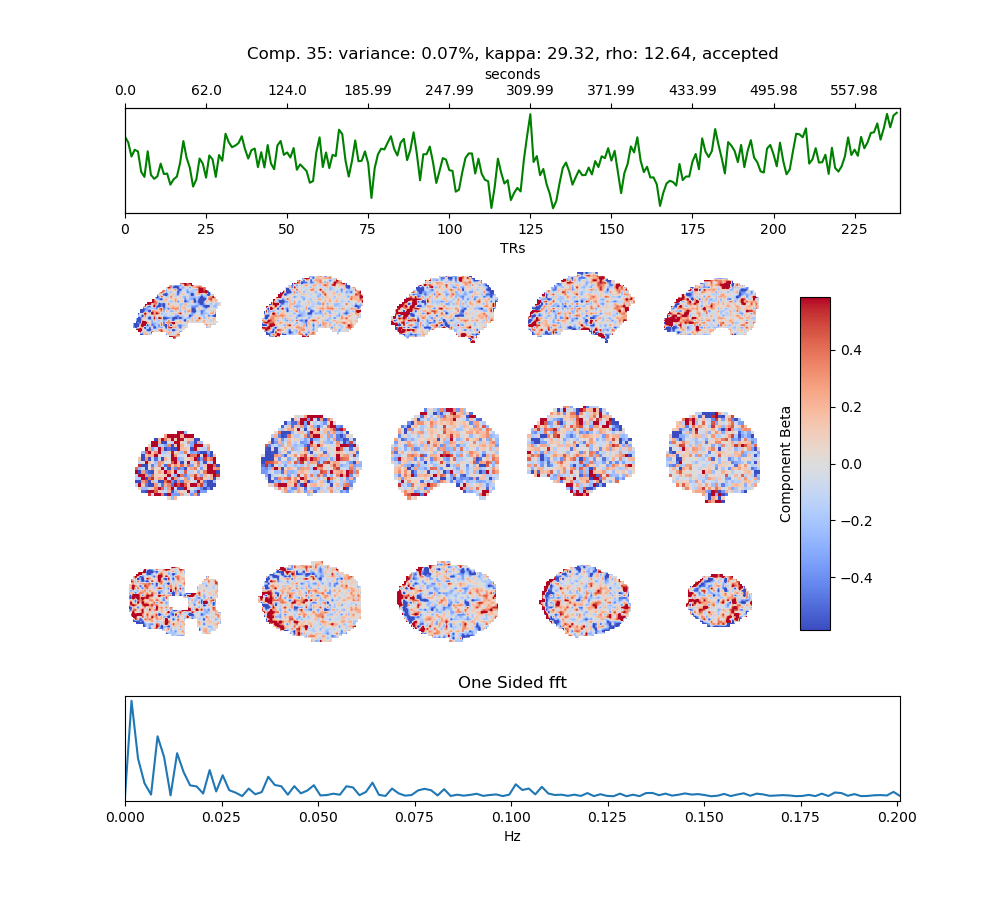 Comp. 35: variance: 0.07%, kappa: 29.32, rho: 12.64, accepted
seconds
0.0 62.0 124.0 185.99 247.99 309.99 371.99 433.99 495.98 557.98
0 25 50 75 100 125 150 175 200 225
TRs
0.4
0.2
0.0
−0.2
−0.4
Component Beta
One Sided fft
0.000 0.025 0.050 0.075 0.100 0.125 0.150 0.175 0.200
Hz